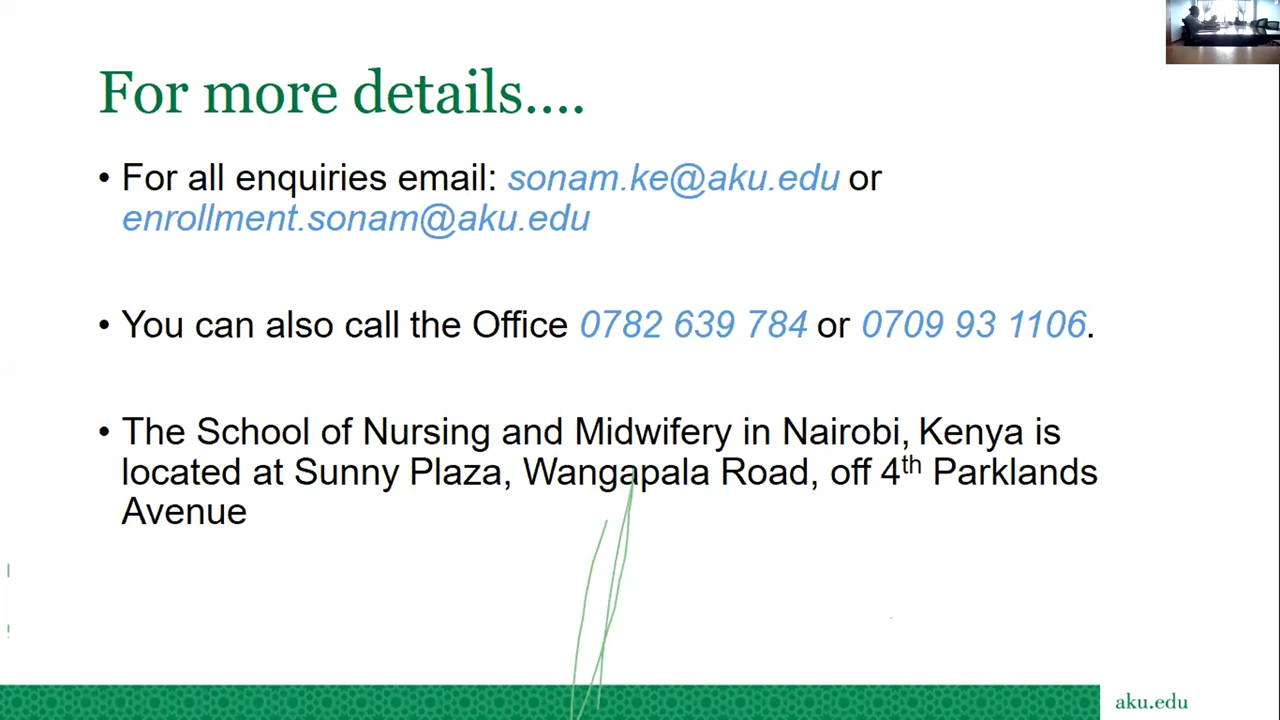 For more details....
• For all enquiries email: sonam.ke@aku.edu or
enrollment.sonam@aku.edu
• You can also call the Office 0782 639 784 or 0709 93 1106.
• The School of Nursing and Midwifery in Nairobi, Kenya is
located at Sunny Plaza, Wangapala Road, off 4th Parklands
Avenue
aku.edu